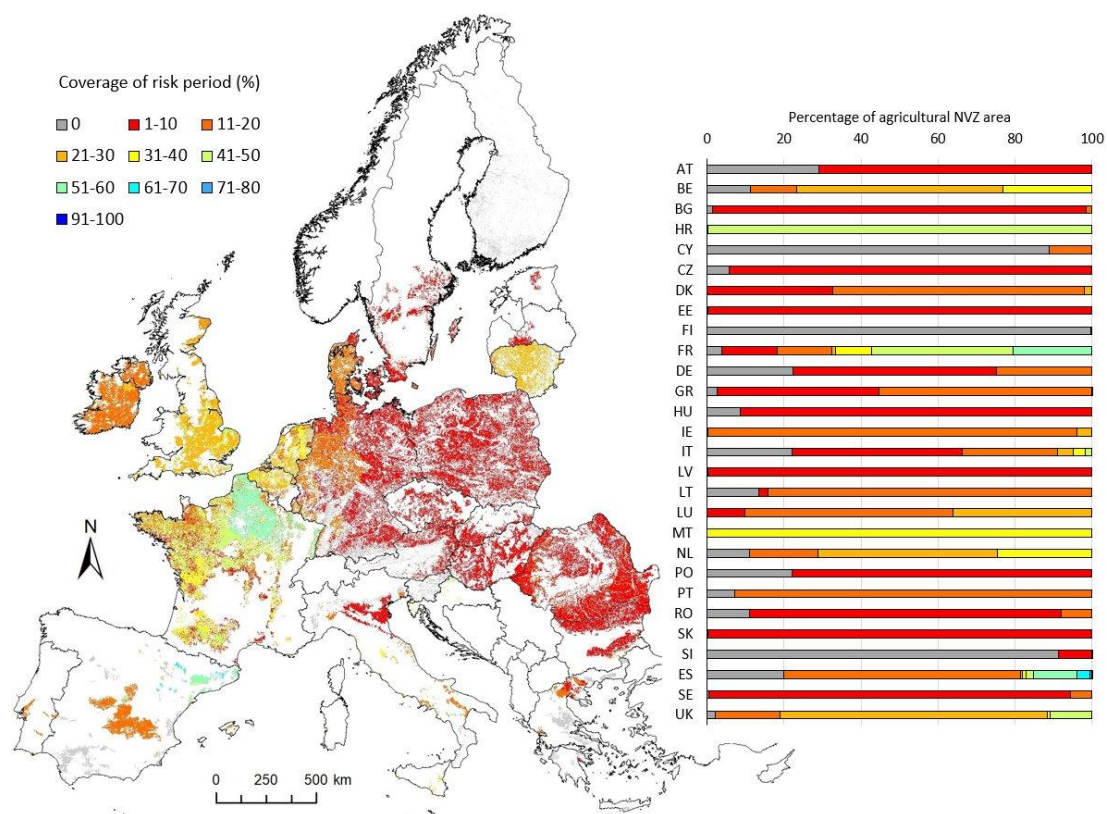 Coverage of risk period (%)
0 1-10 11-20
21-30 31-40 41-50
51-60 61-70 71-80
91-100
N
0 250 500 km
Percentage of agricultural NVZ area
0 20 40 60 80 100
AT
BE
BG
HR
CY
CZ
DK
EE
FI
FR
DE
GR
HU
IE
IT
LV
LT
LU
MT
NL
PO
PT
RO
SK
SI
ES
SE
UK